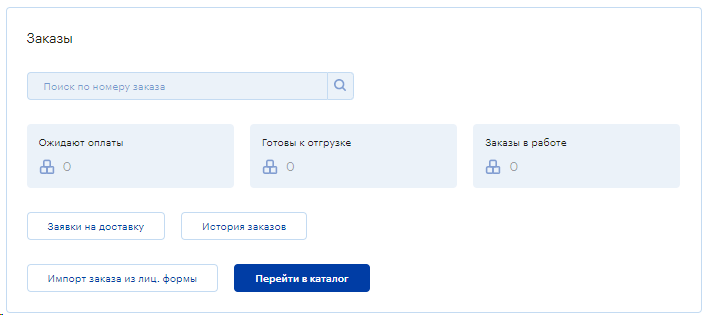 Заказы
Поиск по номеру заказа
Ожидают оплаты
0
Готовы к отгрузке
0
Заказы в работе
0
Заявки на доставку
История заказов
Импорт заказа из лиц. формы
Перейти в каталог